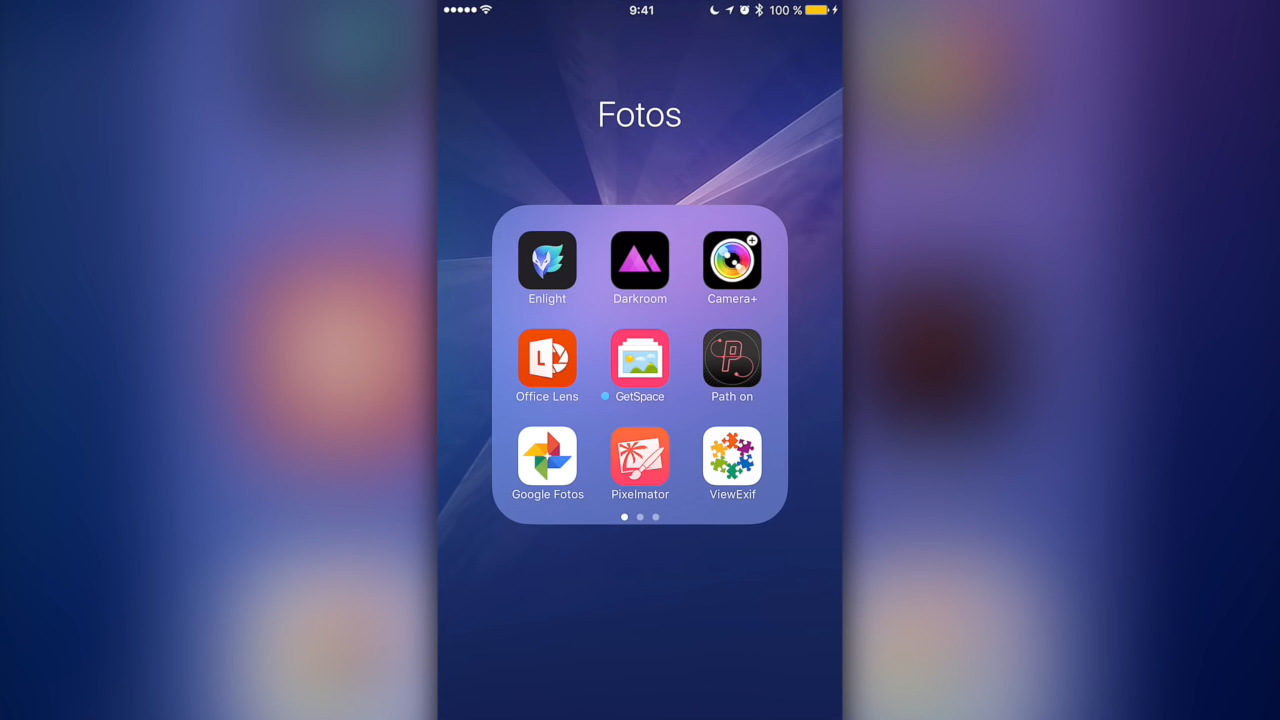 9:41
100 %
Fotos
Enlight
Darkroom
Camera+
L
Office Lens
GetSpace
P
Path on
Google Fotos
Pixelmator
ViewExif